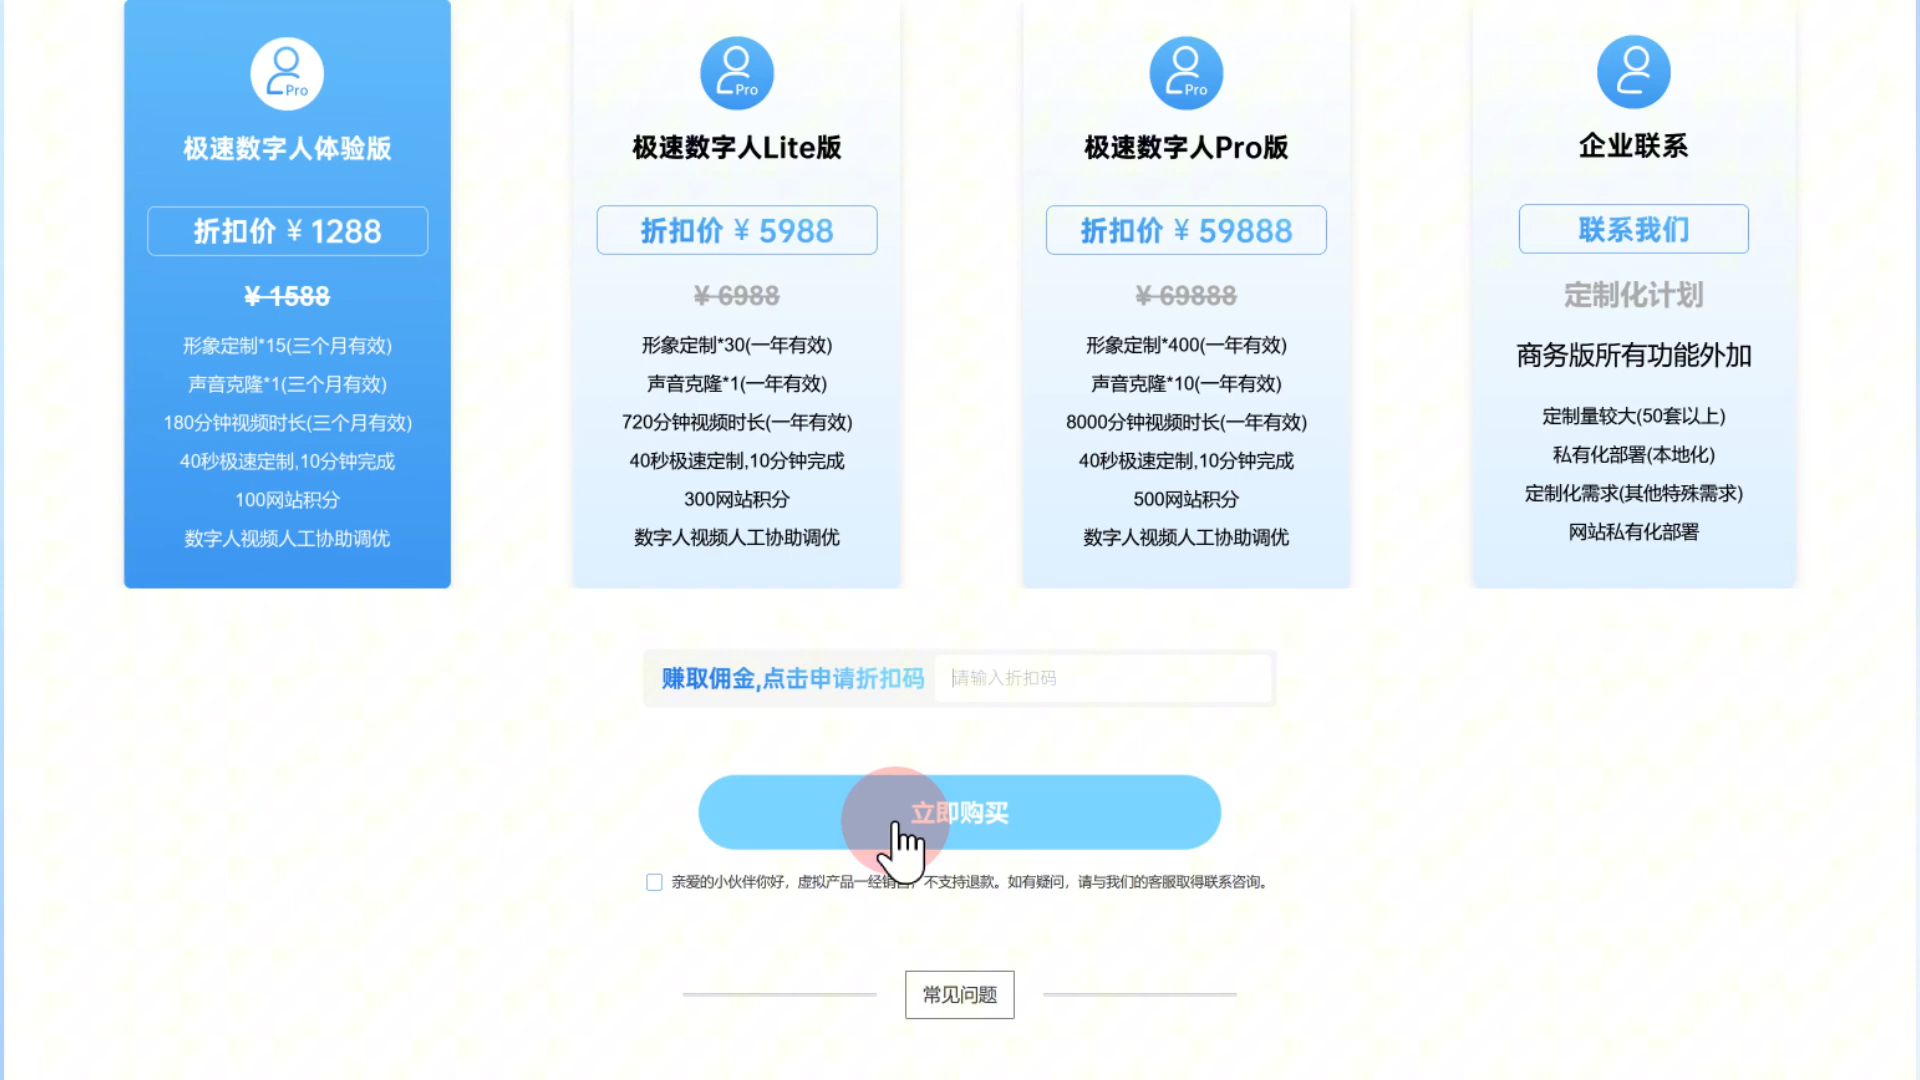 Pro
极速数字人体验版
折扣价 ¥ 1288
¥ 1588
形象定制*15(三个月有效)
声音克隆*1(三个月有效)
180分钟视频时长(三个月有效)
40秒极速定制,10分钟完成
100网站积分
数字人视频人工协助调优
Pro
极速数字人Lite版
折扣价 ¥ 5988
¥ 6988
形象定制*30(一年有效)
声音克隆*1(一年有效)
720分钟视频时长(一年有效)
40秒极速定制,10分钟完成
300网站积分
数字人视频人工协助调优
Pro
极速数字人Pro版
折扣价 ¥ 59888
¥ 69888
形象定制*400(一年有效)
声音克隆*10(一年有效)
8000分钟视频时长(一年有效)
40秒极速定制,10分钟完成
500网站积分
数字人视频人工协助调优
企业联系
联系我们
定制化计划
商务版所有功能外加
定制量较大(50套以上)
私有化部署(本地化)
定制化需求(其他特殊需求)
网站私有化部署
赚取佣金,点击申请折扣码 请输入折扣码
立即购买
亲爱的小伙伴你好，虚拟产品一经销售，不支持退款。如有疑问，请与我们的客服取得联系咨询。
常见问题